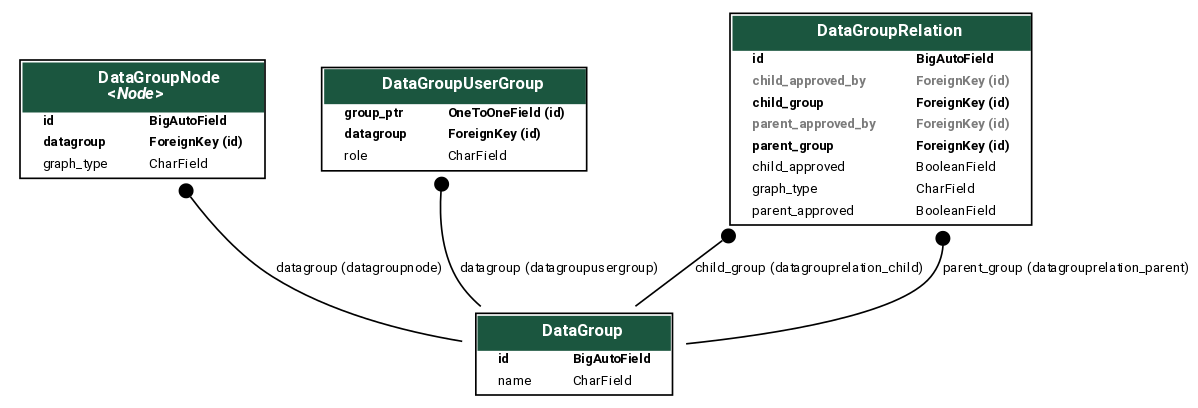 DataGroupNode
<Node>
id BigAutoField
datagroup ForeignKey (id)
graph_type CharField
DataGroupUserGroup
group_ptr OneToOneField (id)
datagroup ForeignKey (id)
role CharField
DataGroupRelation
id BigAutoField
child_approved_by ForeignKey (id)
child_group ForeignKey (id)
parent_approved_by ForeignKey (id)
parent_group ForeignKey (id)
child_approved BooleanField
graph_type CharField
parent_approved BooleanField
datagroup (datagroupnode)
datagroup (datagroupusergroup)
child_group (datagrouprelation_child)
parent_group (datagrouprelation_parent)
DataGroup
id BigAutoField
name CharField